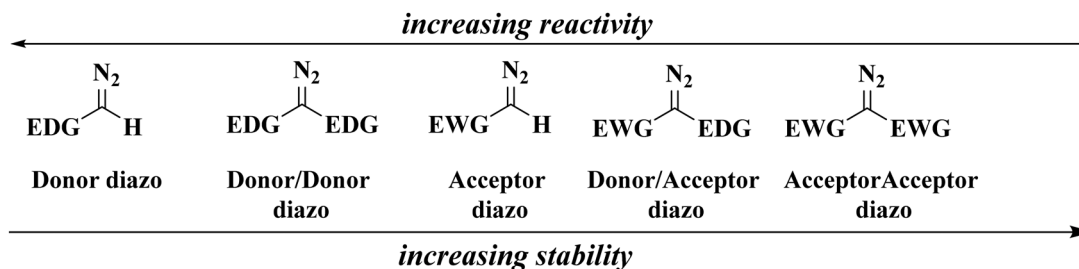 increasing reactivity
N2 N2 N2 N2 N2
EDG H EDG EDG EWG H EWG EDG EWG EWG
Donor diazo Donor/Donor Acceptor Donor/Acceptor AcceptorAcceptor
diazo diazo diazo diazo
increasing stability